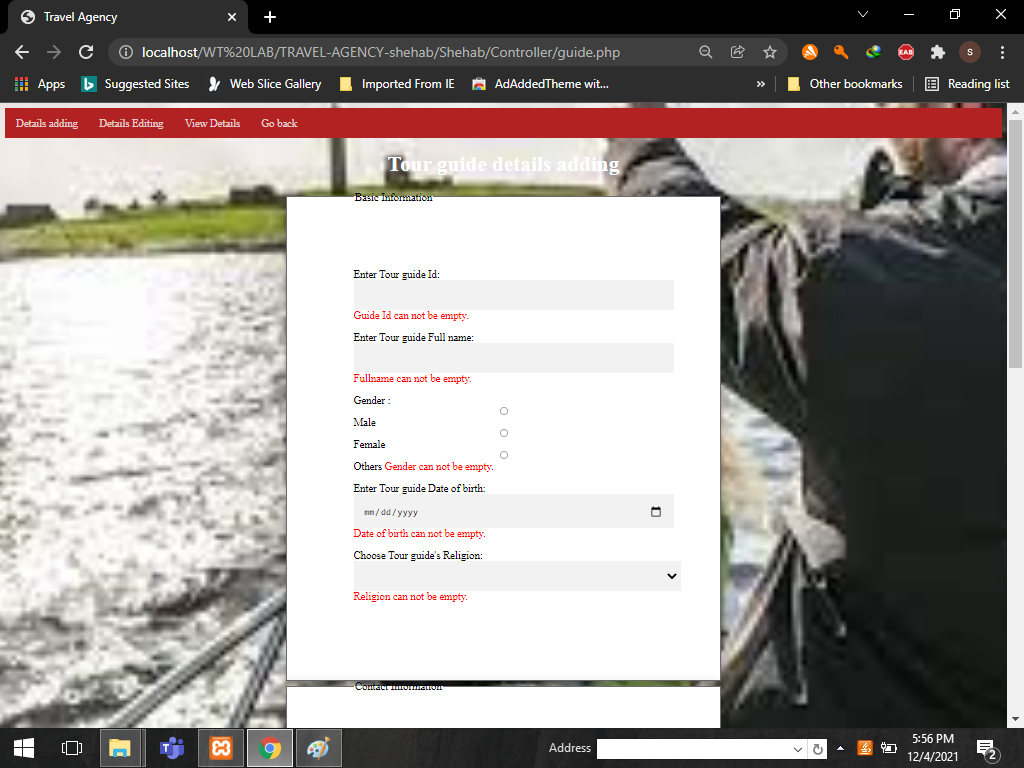 Travel Agency
localhost/WT%20LAB/TRAVEL-AGENCY-shehab/Shehab/Controller/guide.php
EAB
S
Apps
Suggested Sites
Web Slice Gallery
Imported From IE
AdAddedTheme wit...
»
Other bookmarks
Reading list
Details adding
Details Editing
View Details
Go back
Tour guide details adding
Basic Information
Enter Tour guide Id:
Guide Id can not be empty.
Enter Tour guide Full name:
Fullname can not be empty.
Gender :
Male
Female
Others Gender can not be empty.
Enter Tour guide Date of birth:
mm/dd/yyyy
Date of birth can not be empty.
Choose Tour guide's Religion:
Religion can not be empty.
Contact Information
Address
5:56 PM
12/4/2021
2